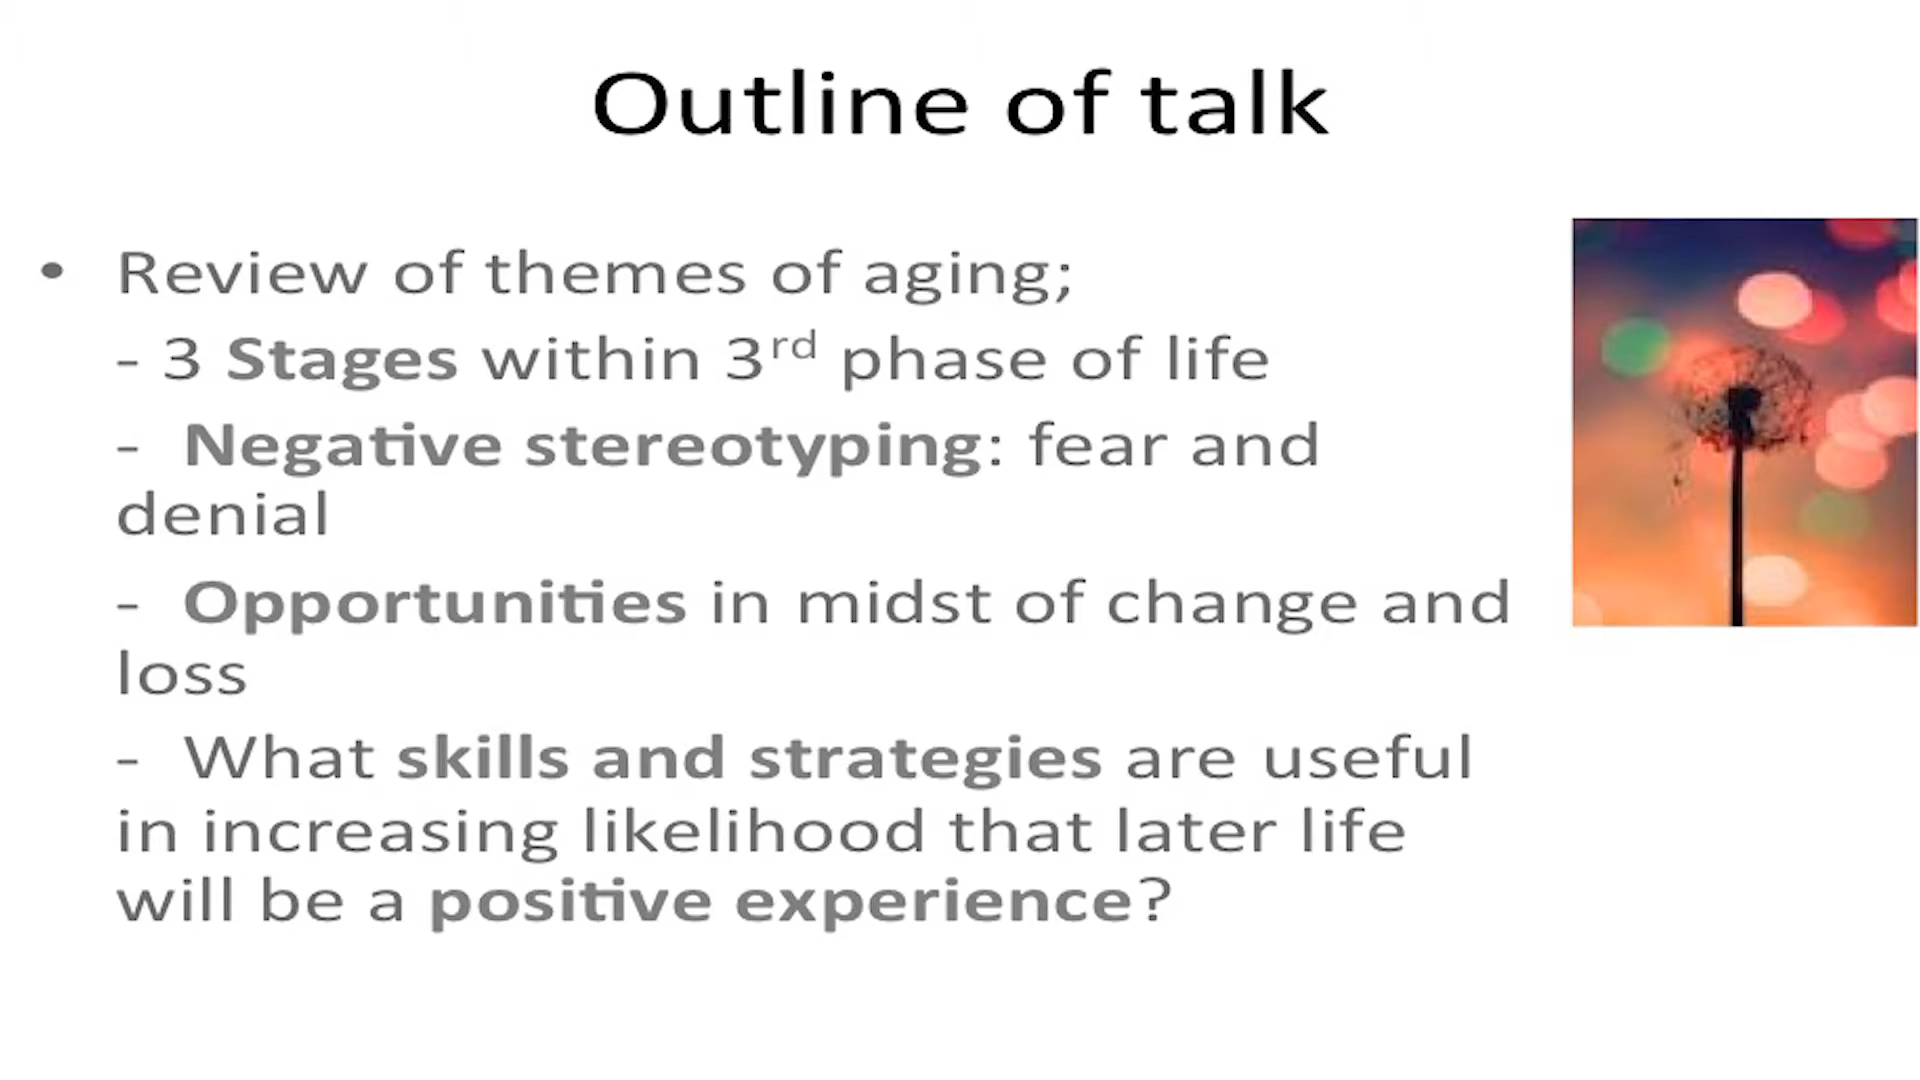 Outline of talk
• Review of themes of aging;
- 3 Stages within 3rd phase of life
- Negative stereotyping: fear and
denial
- Opportunities in midst of change and
loss
- What skills and strategies are useful
in increasing likelihood that later life
will be a positive experience?